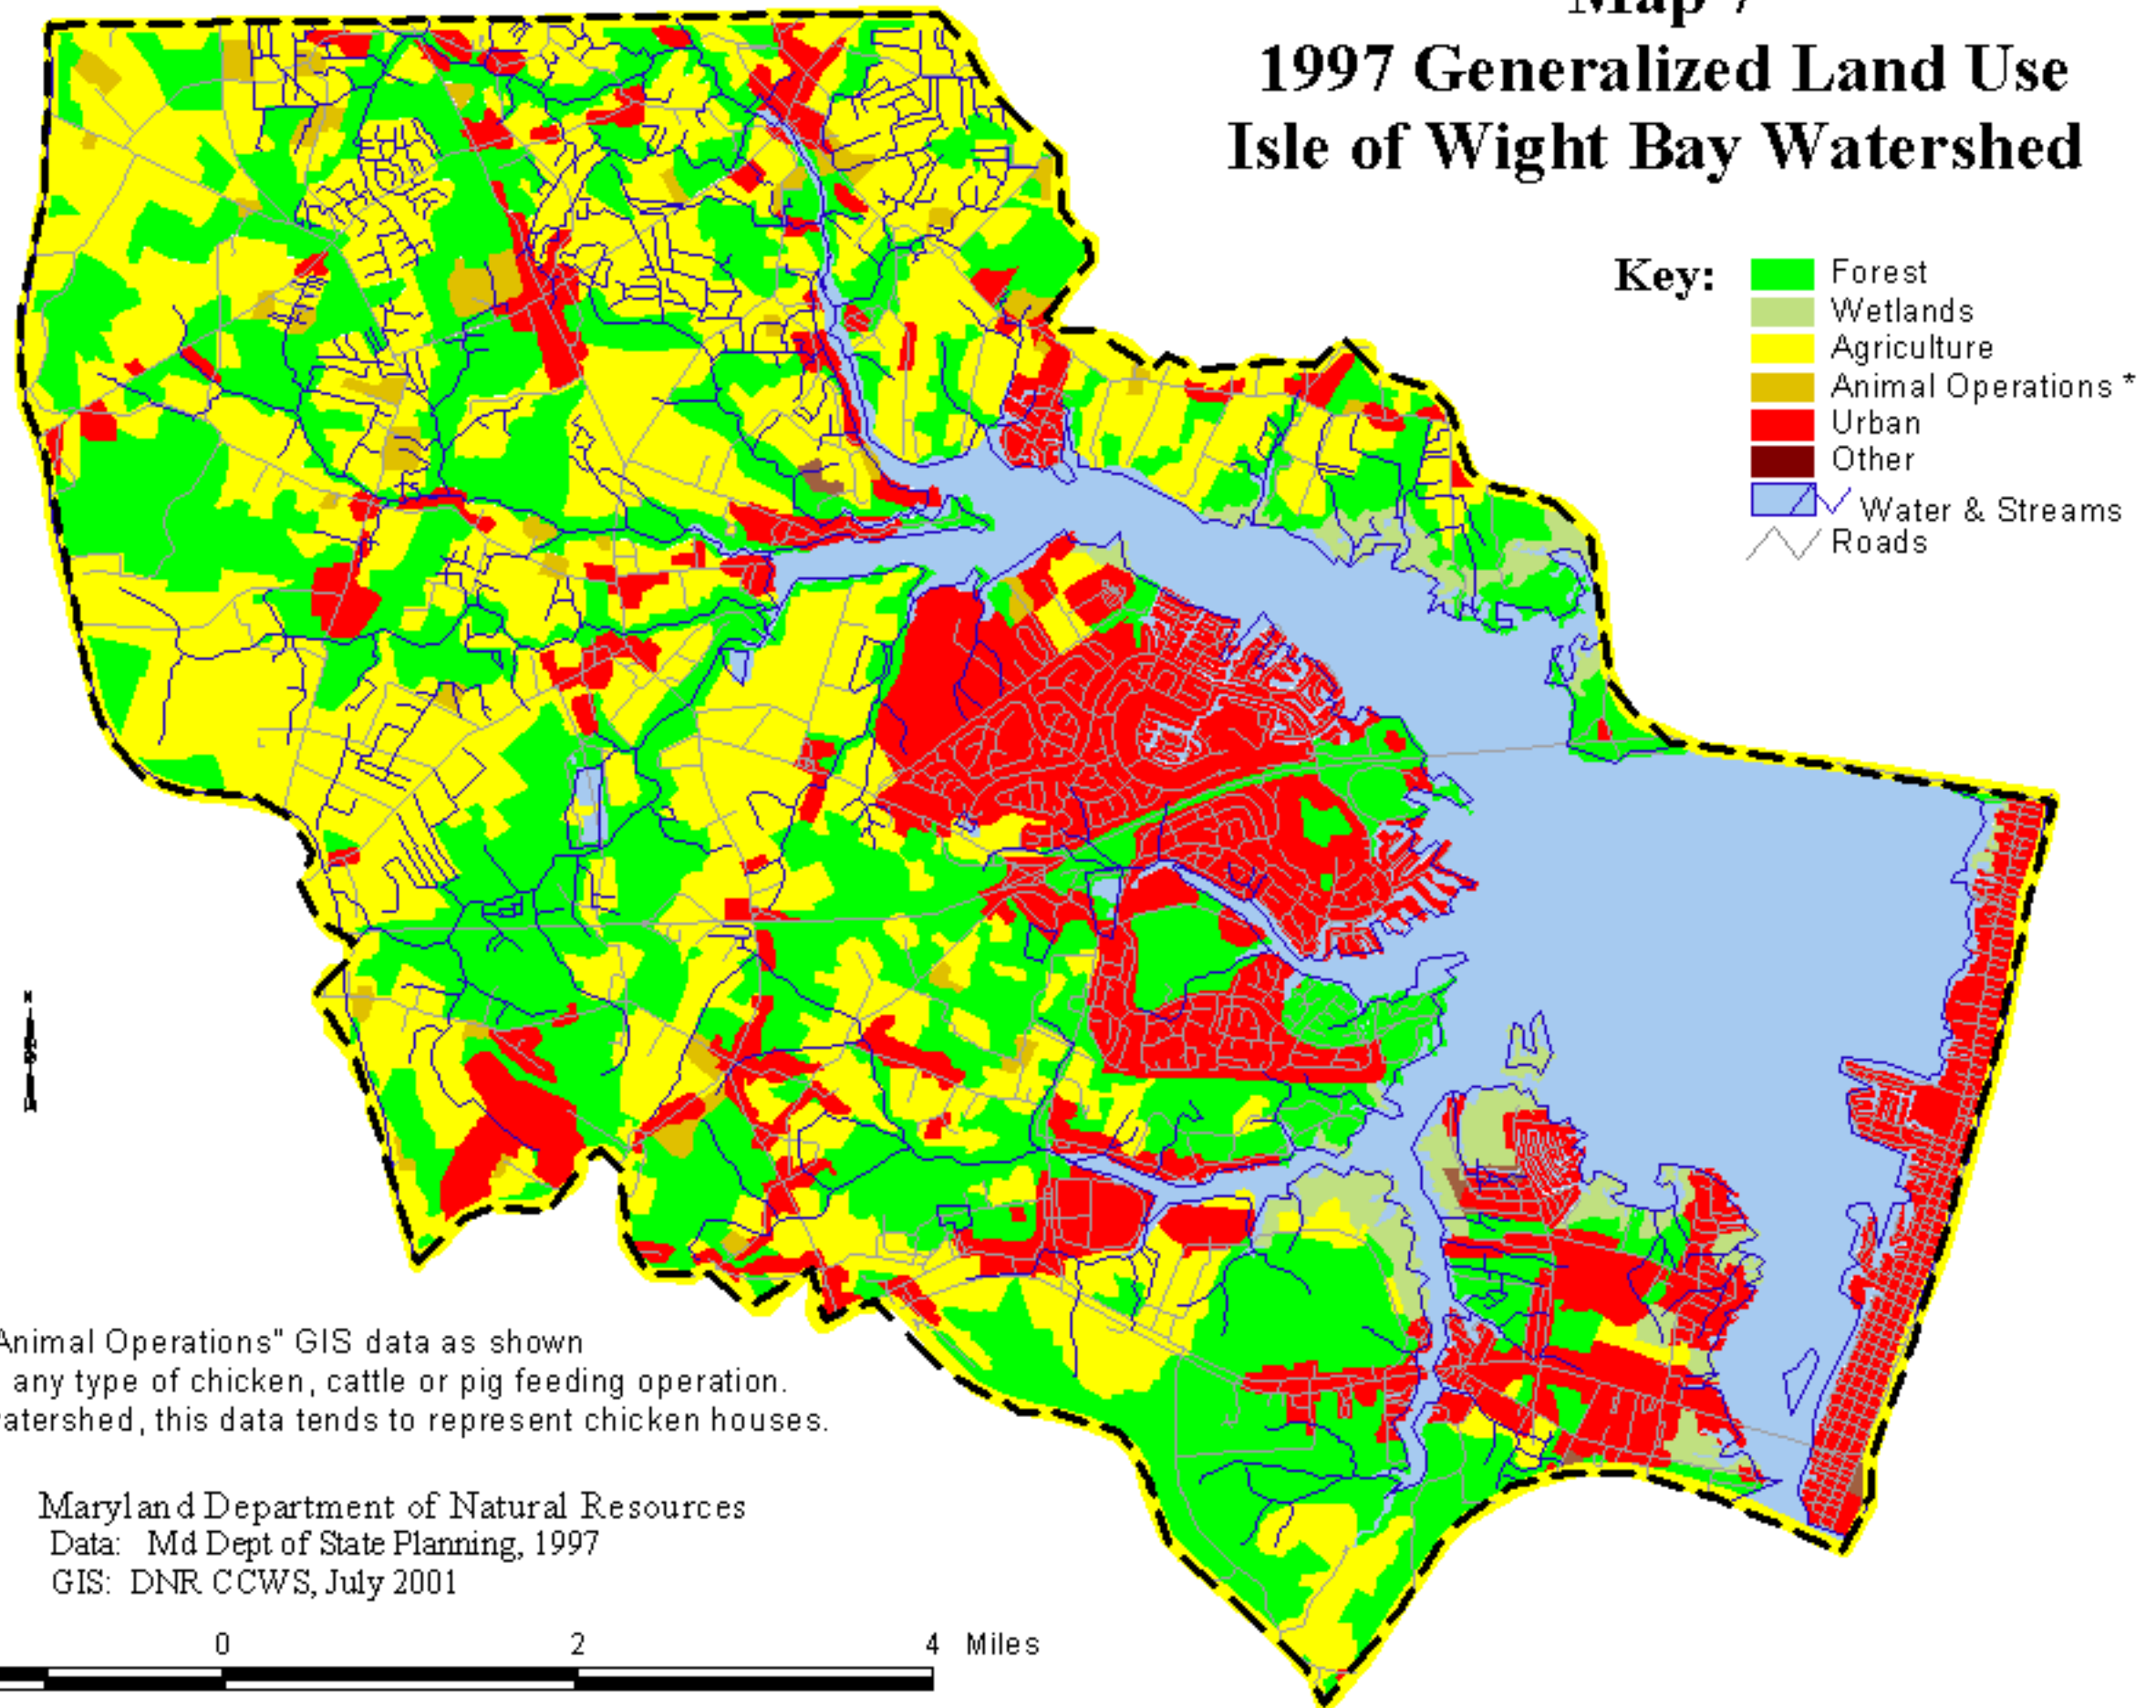 Map 7
1997 Generalized Land Use
Isle of Wight Bay Watershed
Key:
Forest
Wetlands
Agriculture
Animal Operations *
Urban
Other
Water & Streams
Roads
Animal Operations" GIS data as shown
any type of chicken, cattle or pig feeding operation.
watershed, this data tends to represent chicken houses.
Maryland Department of Natural Resources
Data: Md Dept of State Planning, 1997
GIS: DNR CCWS, July 2001
0 2 4 Miles